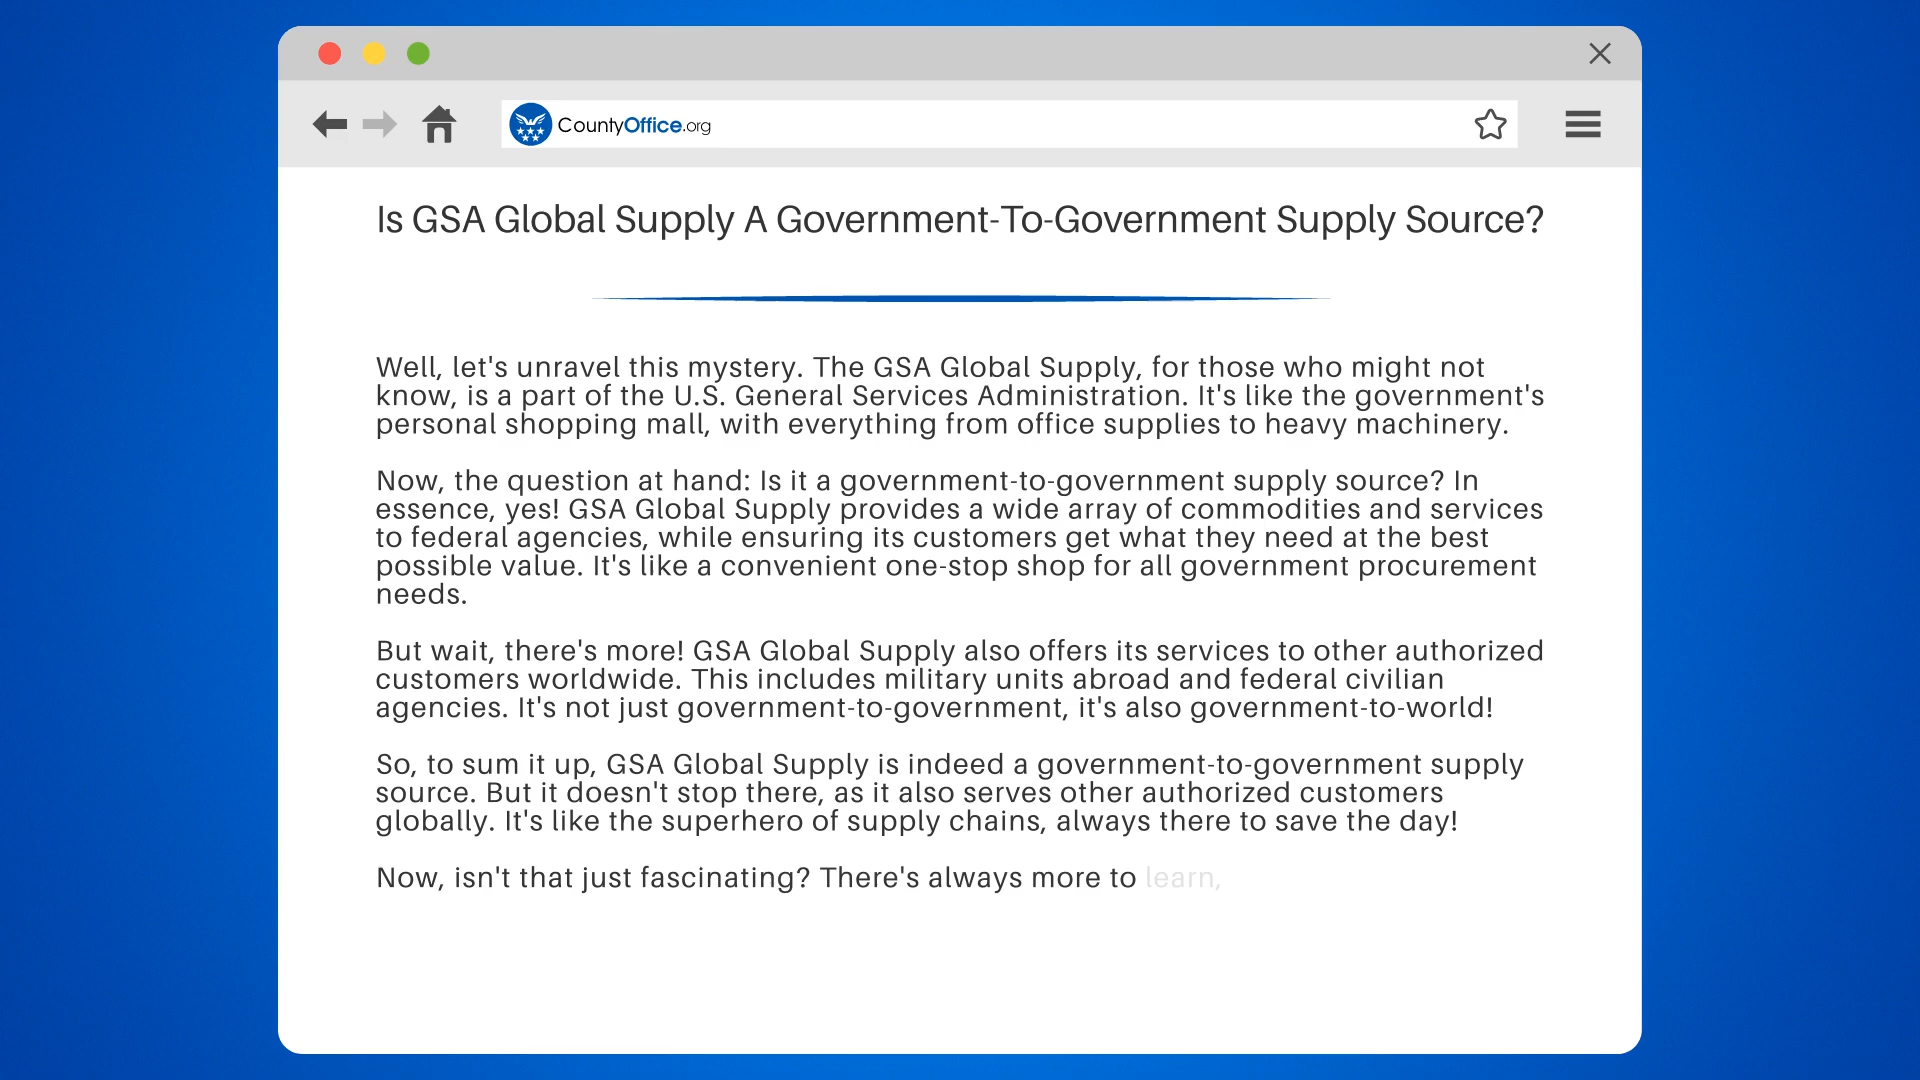 CountyOffice.org
Is GSA Global Supply A Government-To-Government Supply Source?
Well, let's unravel this mystery. The GSA Global Supply, for those who might not
know, is a part of the U.S. General Services Administration. It's like the government's
personal shopping mall, with everything from office supplies to heavy machinery.
Now, the question at hand: Is it a government-to-government supply source? In
essence, yes! GSA Global Supply provides a wide array of commodities and services
to federal agencies, while ensuring its customers get what they need at the best
possible value. It's like a convenient one-stop shop for all government procurement
needs.
But wait, there's more! GSA Global Supply also offers its services to other authorized
customers worldwide. This includes military units abroad and federal civilian
agencies. It's not just government-to-government, it's also government-to-world!
So, to sum it up, GSA Global Supply is indeed a government-to-government supply
source. But it doesn't stop there, as it also serves other authorized customers
globally. It's like the superhero of supply chains, always there to save the day!
Now, isn't that just fascinating? There's always more to learn,